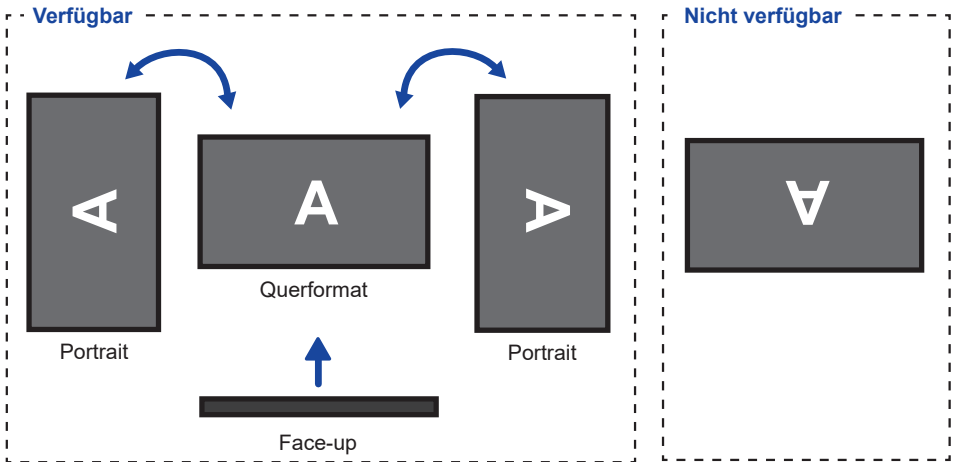 Verfügbar
Nicht verfügbar
A
A
A
A
Querformat
Portrait
Portrait
Face-up